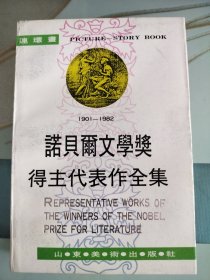 連環畫
PICTURE—STORY BOOK
1901—1982
諾貝爾文學獎
得主代表作全集
REPRESENTATIVE WORKS OF
THE WINNERS OF THE NOBEL
PRIZE FOR LITERATURE
山東美術出版社